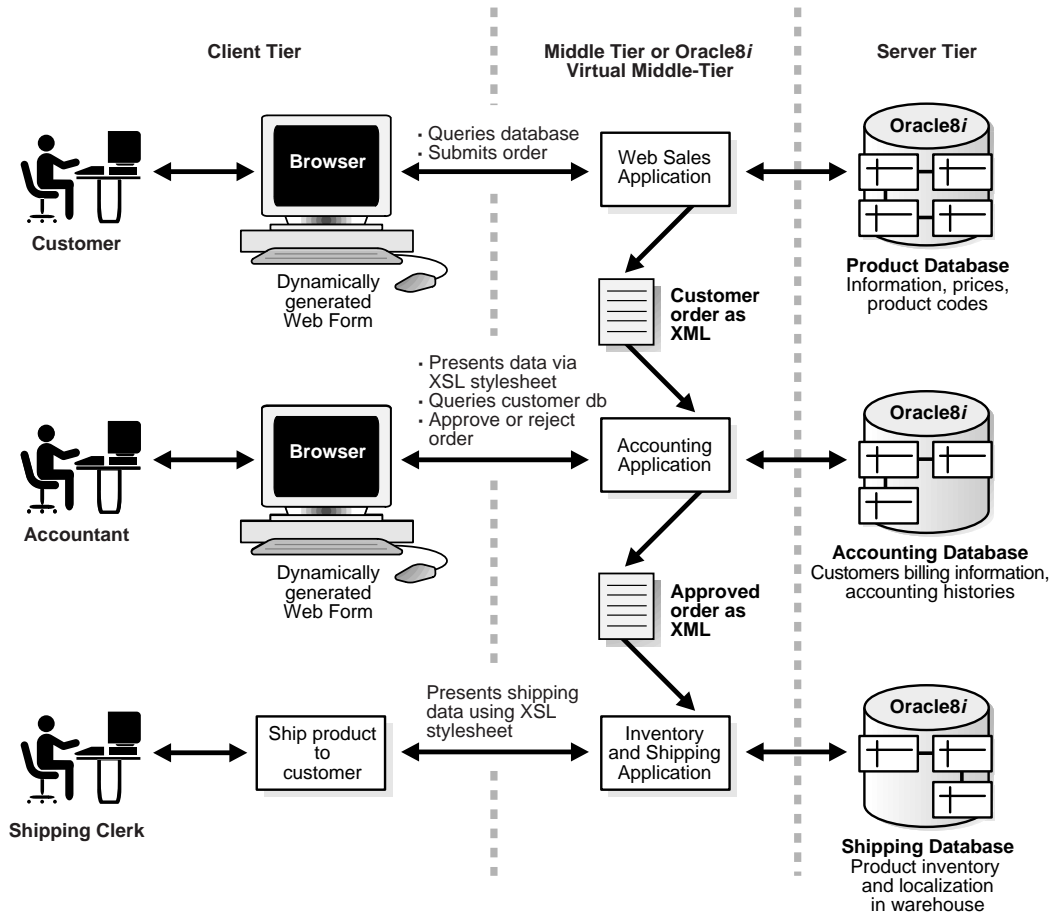 Client Tier
Middle Tier or Oracle8i
Virtual Middle-Tier
Server Tier
Customer
Browser
Dynamically
generated
Web Form
· Queries database
· Submits order
Web Sales
Application
Oracle8i
Product Database
Information, prices,
product codes
Customer
order as
XML
Accountant
Browser
Dynamically
generated
Web Form
· Presents data via
XSL stylesheet
· Queries customer db
· Approve or reject
order
Accounting
Application
Oracle8i
Accounting Database
Customers billing information,
accounting histories
Approved
order as
XML
Shipping Clerk
Ship product
to
customer
Presents shipping
data using XSL
stylesheet
Inventory
and Shipping
Application
Oracle8i
Shipping Database
Product inventory
and localization
in warehouse